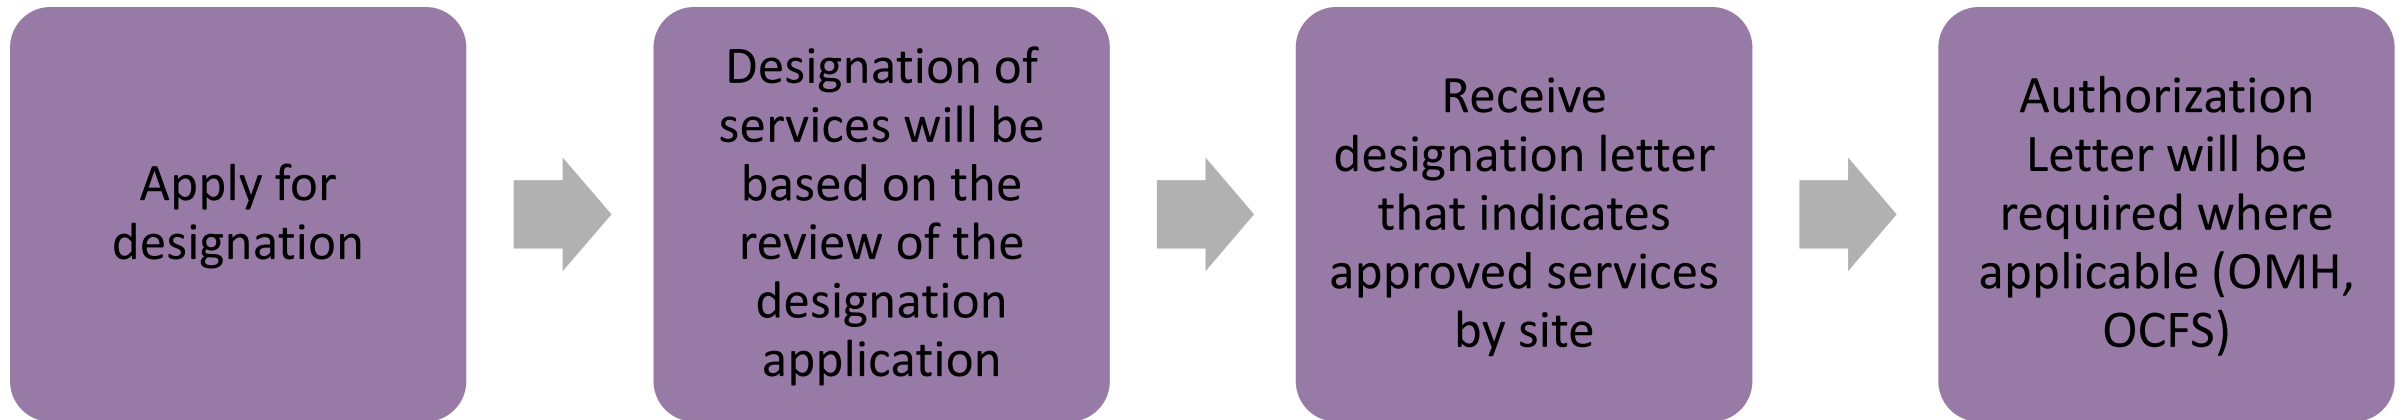 Apply for
designation
Designation of
services will be
based on the
review of the
designation
application
Receive
designation letter
that indicates
approved services
by site
Authorization
Letter will be
required where
applicable (OMH,
OCFS)